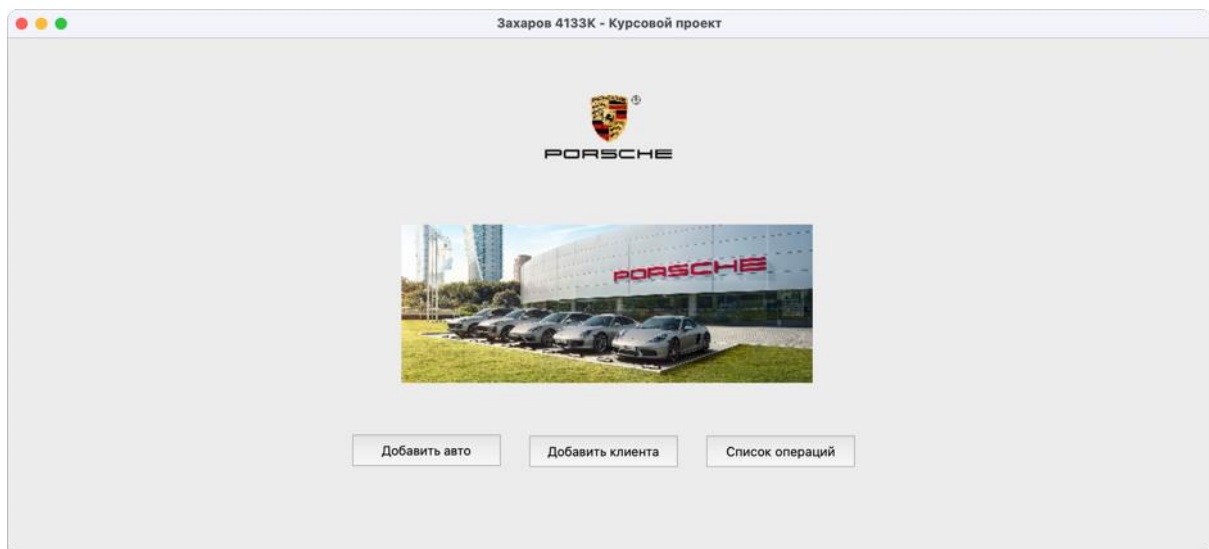 Захаров 4133К - Курсовой проект
®
PORSCHE
PORSCHE
Добавить авто
Добавить клиента
Список операций